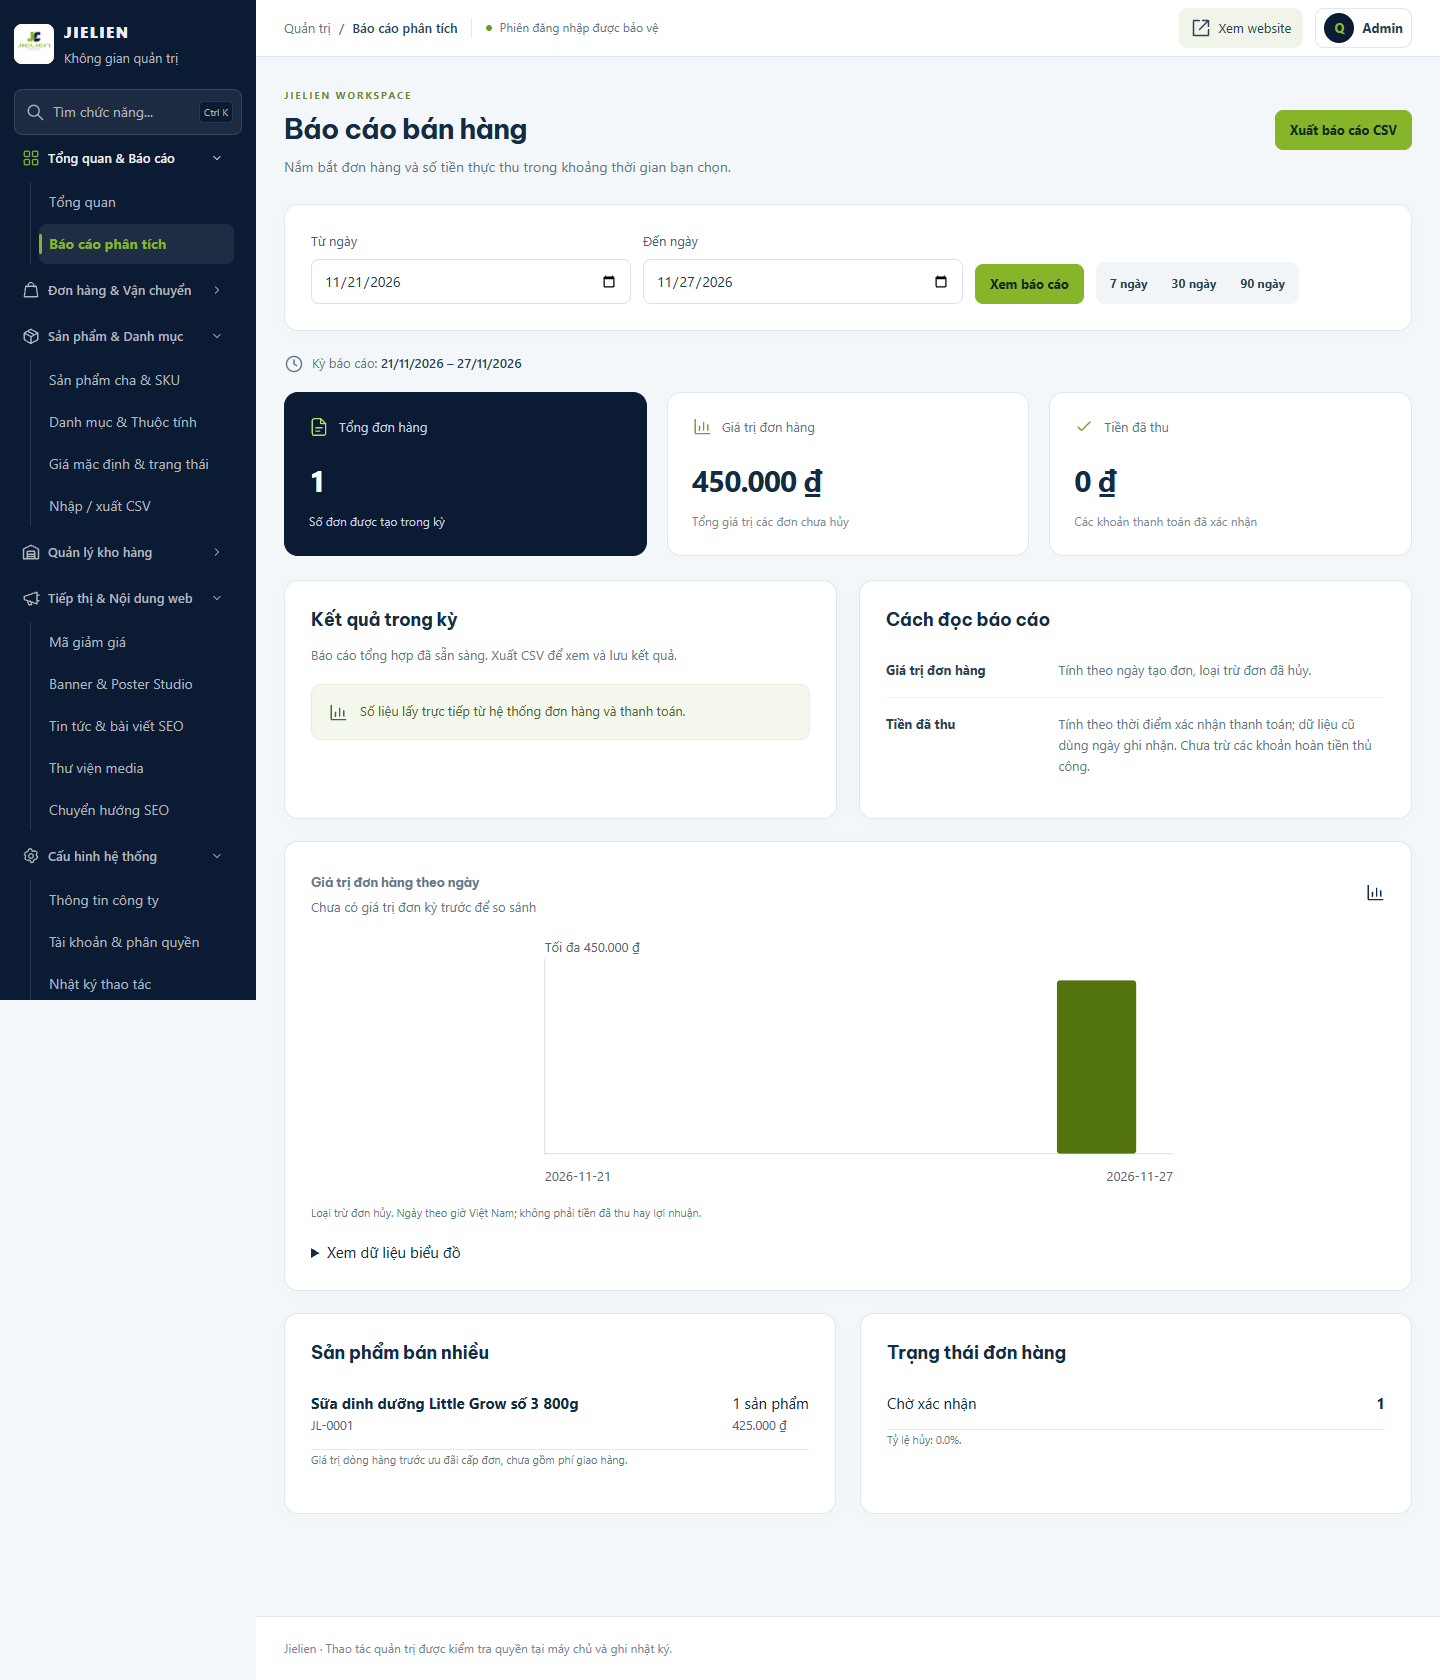 JIELIEN
Không gian quản trị
Tìm chức năng...
Ctrl K
Tổng quan & Báo cáo
Tổng quan
Báo cáo phân tích
Đơn hàng & Vận chuyển
Sản phẩm & Danh mục
Sản phẩm cha & SKU
Danh mục & Thuộc tính
Giá mặc định & trạng thái
Nhập / xuất CSV
Quản lý kho hàng
Tiếp thị & Nội dung web
Mã giảm giá
Banner & Poster Studio
Tin tức & bài viết SEO
Thư viện media
Chuyển hướng SEO
Cấu hình hệ thống
Thông tin công ty
Tài khoản & phân quyền
Nhật ký thao tác
Quản trị / Báo cáo phân tích
Phiên đăng nhập được bảo vệ
Xem website
Q Admin
JIELIEN WORKSPACE
Báo cáo bán hàng
Nắm bắt đơn hàng và số tiền thực thu trong khoảng thời gian bạn chọn.
Xuất báo cáo CSV
Từ ngày
11/21/2026
Đến ngày
11/27/2026
Xem báo cáo
7 ngày
30 ngày
90 ngày
Kỳ báo cáo: 21/11/2026 – 27/11/2026
Tổng đơn hàng
1
Số đơn được tạo trong kỳ
Giá trị đơn hàng
450.000 ₫
Tổng giá trị các đơn chưa hủy
Tiền đã thu
0 ₫
Các khoản thanh toán đã xác nhận
Kết quả trong kỳ
Báo cáo tổng hợp đã sẵn sàng. Xuất CSV để xem và lưu kết quả.
Số liệu lấy trực tiếp từ hệ thống đơn hàng và thanh toán.
Cách đọc báo cáo
Giá trị đơn hàng
Tính theo ngày tạo đơn, loại trừ đơn đã hủy.
Tiền đã thu
Tính theo thời điểm xác nhận thanh toán; dữ liệu cũ
dùng ngày ghi nhận. Chưa trừ các khoản hoàn tiền thủ
công.
Giá trị đơn hàng theo ngày
Chưa có giá trị đơn kỳ trước để so sánh
Tối đa 450.000 ₫
2026-11-21
2026-11-27
Loại trừ đơn hủy. Ngày theo giờ Việt Nam; không phải tiền đã thu hay lợi nhuận.
Xem dữ liệu biểu đồ
Sản phẩm bán nhiều
Sữa dinh dưỡng Little Grow số 3 800g
JL-0001
1 sản phẩm
425.000 ₫
Giá trị dòng hàng trước ưu đãi cấp đơn, chưa gồm phí giao hàng.
Trạng thái đơn hàng
Chờ xác nhận
1
Tỷ lệ hủy: 0.0%.
Jielien · Thao tác quản trị được kiểm tra quyền tại máy chủ và ghi nhật ký.